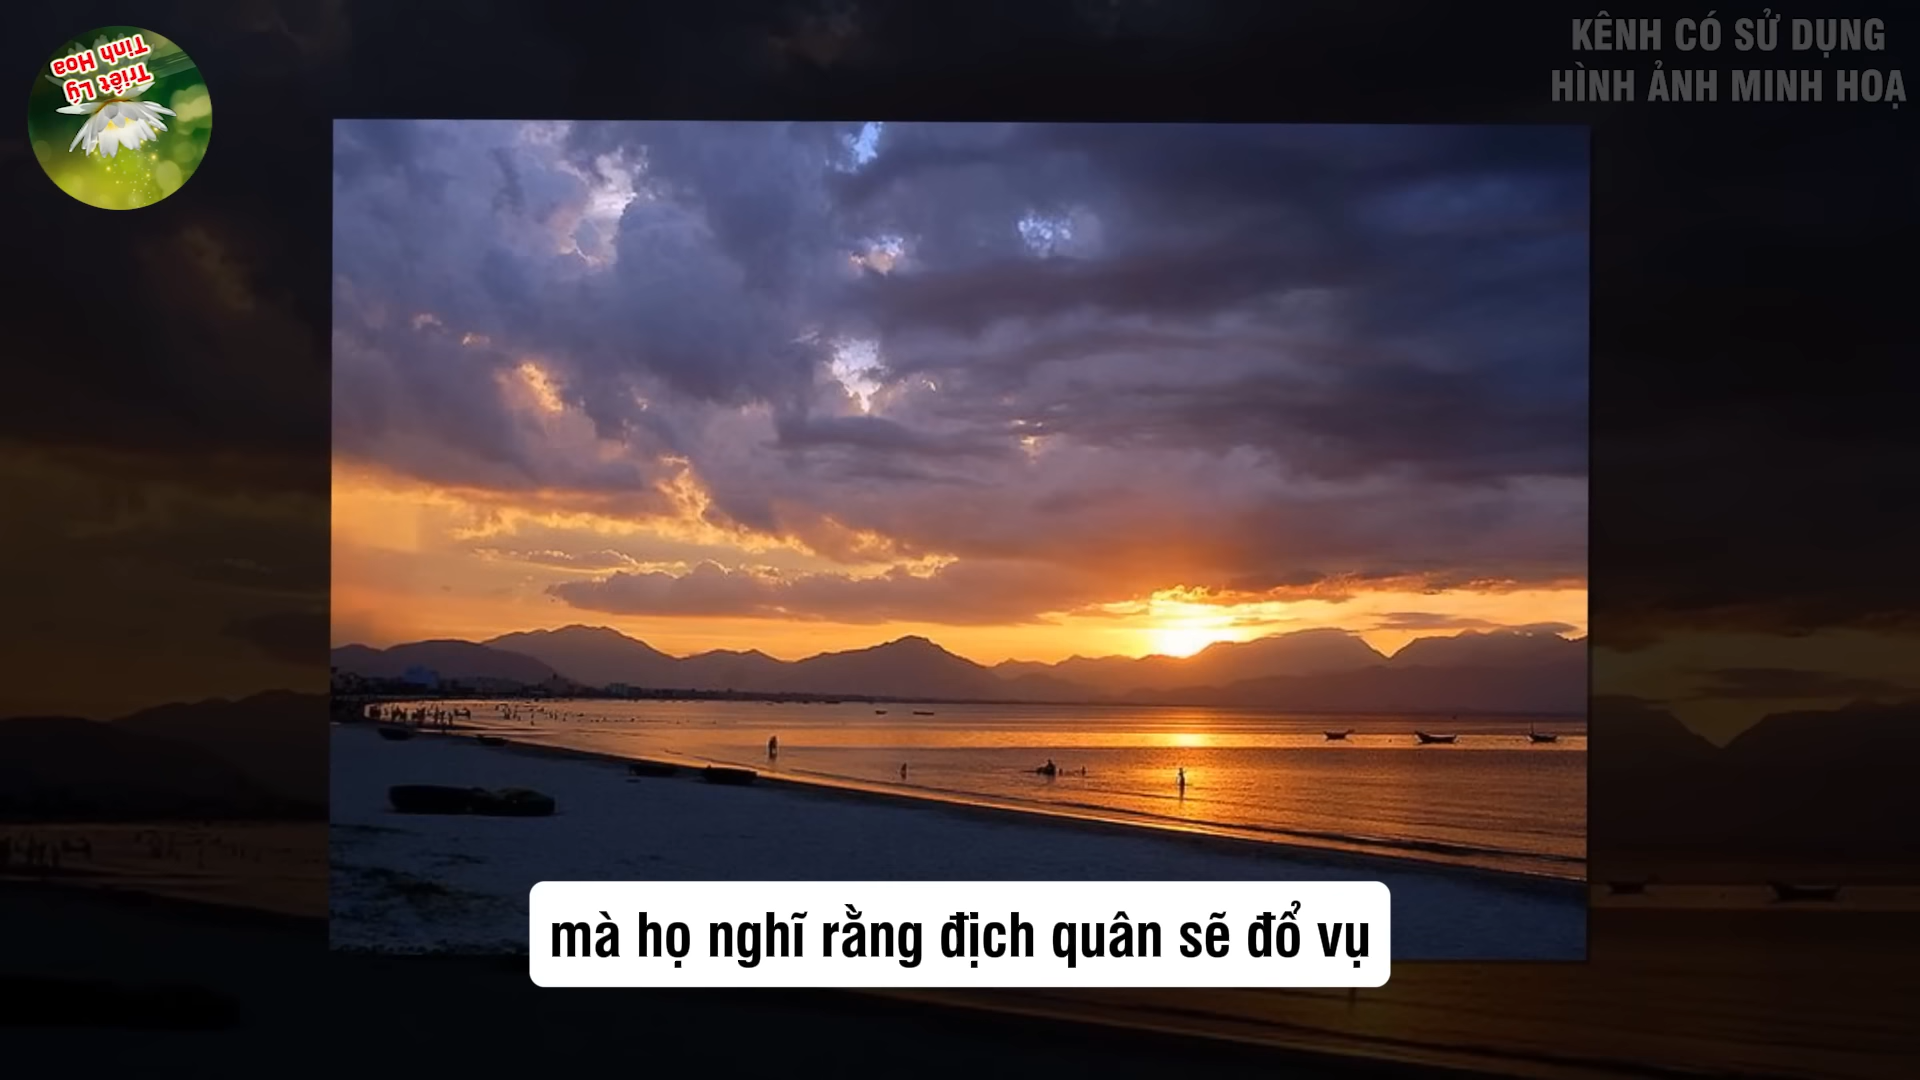 Triết Lý
Tinh Hoa
KÊNH CÓ SỬ DỤNG
HÌNH ẢNH MINH HOẠ
mà họ nghĩ rằng địch quân sẽ đổ vụ